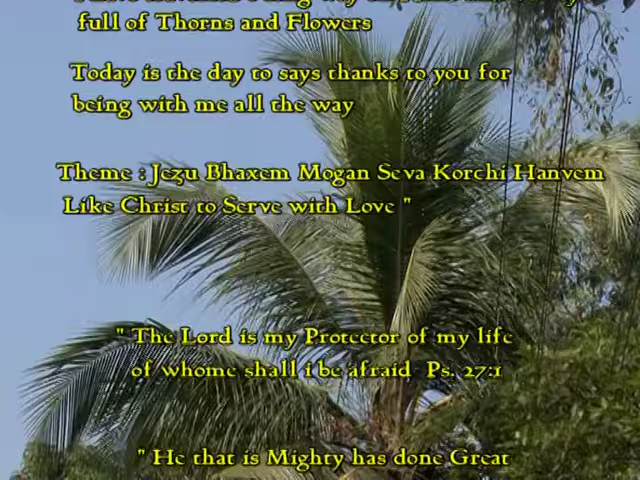 full of Thorns and Flowers
Today is the day to says thanks to you for
being with me all the way
Theme : Jezu Bhaxem Mogan Seva Korchi Hanvem
Like Christ to Serve with Love "
" The Lord is my Protector of my life
of whome shall i be afraid Ps. 27:1
" He that is Mighty has done Great